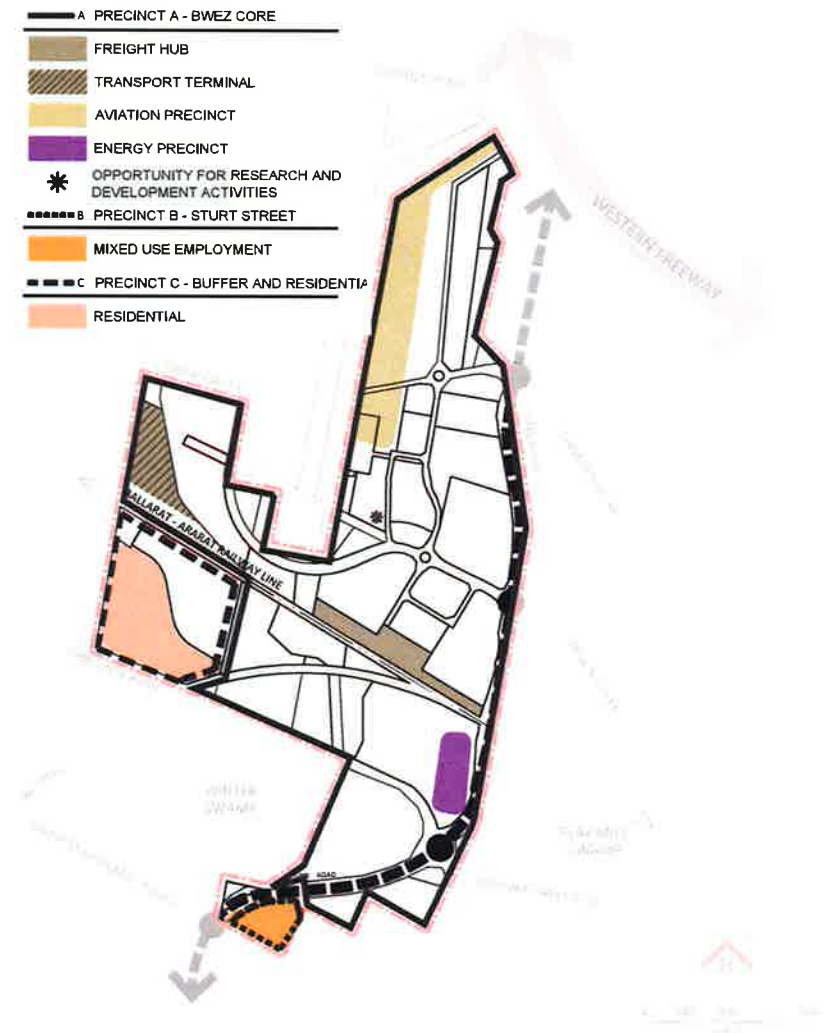 A PRECINCT A - BWEZ CORE
FREIGHT HUB
TRANSPORT TERMINAL
AVIATION PRECINCT
ENERGY PRECINCT
OPPORTUNITY FOR RESEARCH AND
DEVELOPMENT ACTIVITIES
B PRECINCT B - STURT STREET
MIXED USE EMPLOYMENT
C PRECINCT C - BUFFER AND RESIDENTIA
RESIDENTIAL
WESTERN FREEWAY
BALLARAT - ARARAT RAILWAY LINE
WINTER
SWAMP
ROAD